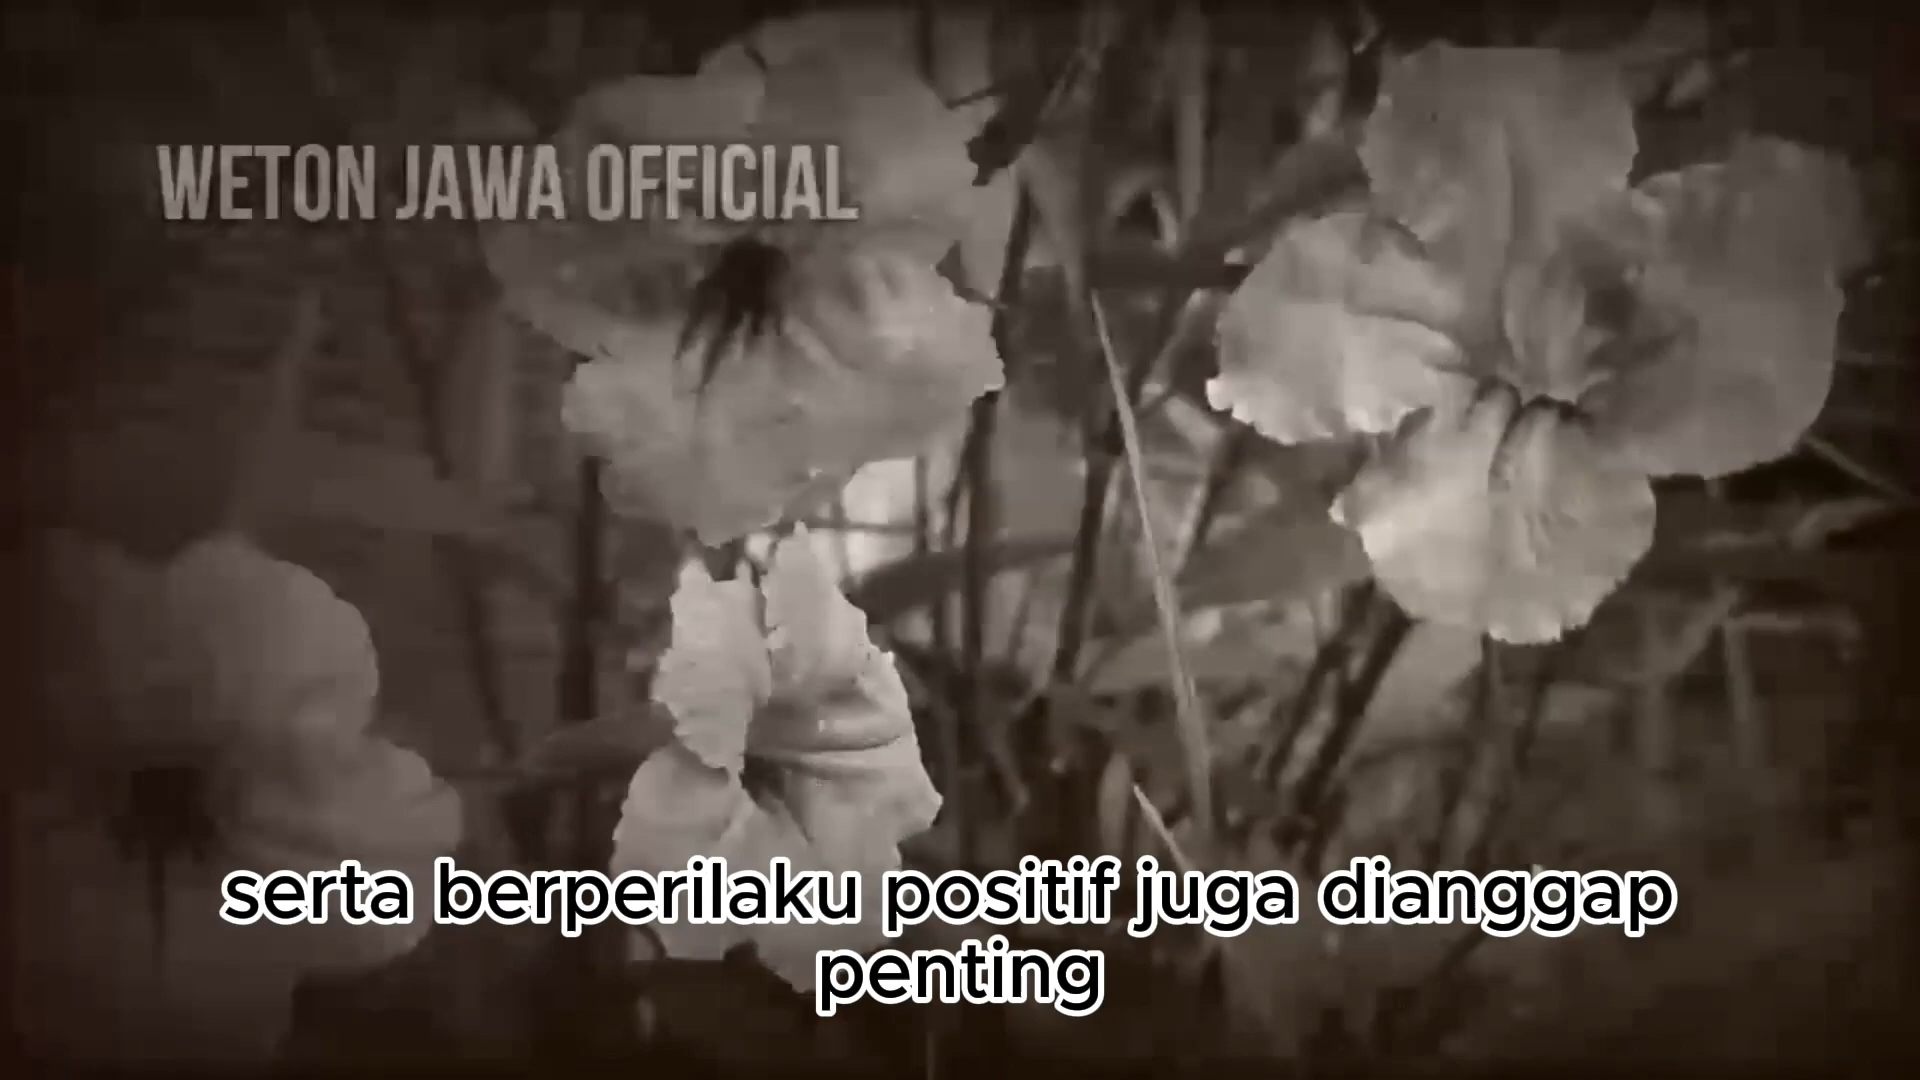 WETON JAWA OFFICIAL
serta berperilaku positif juga dianggap
penting